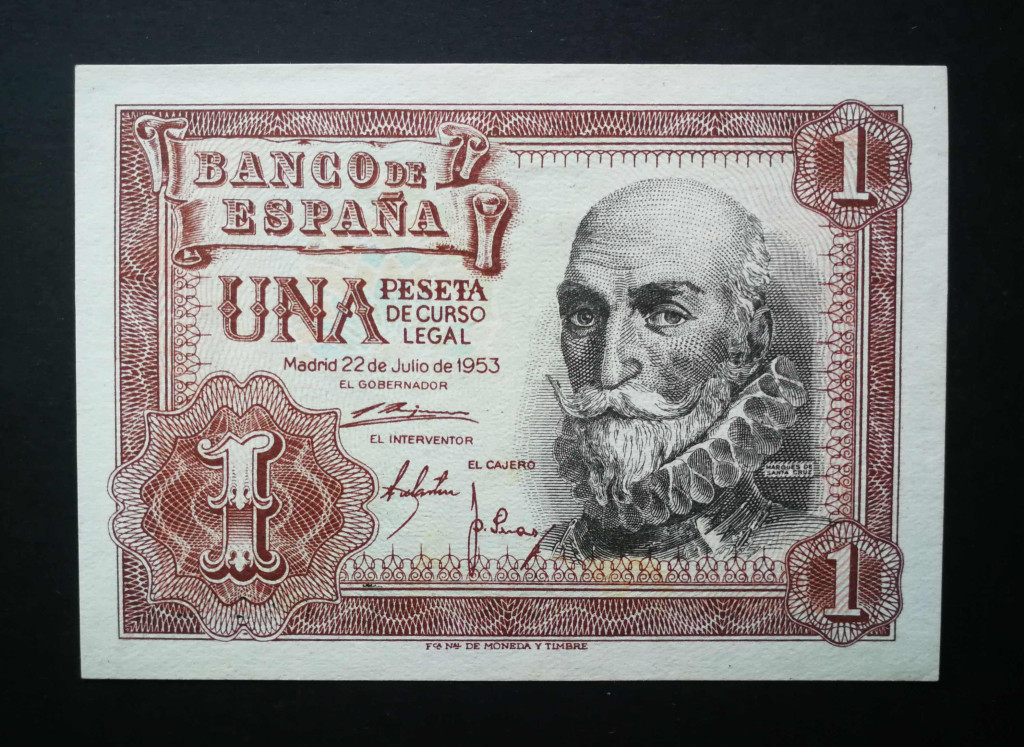 BANCO DE
ESPAÑA
1
UNA PESETA
DE CURSO
LEGAL
Madrid 22 de Julio de 1953
EL GOBERNADOR
EL INTERVENTOR
EL CAJERO
MARQUES DE
SANTA CRUZ
1
1
FCA NAL DE MONEDA Y TIMBRE